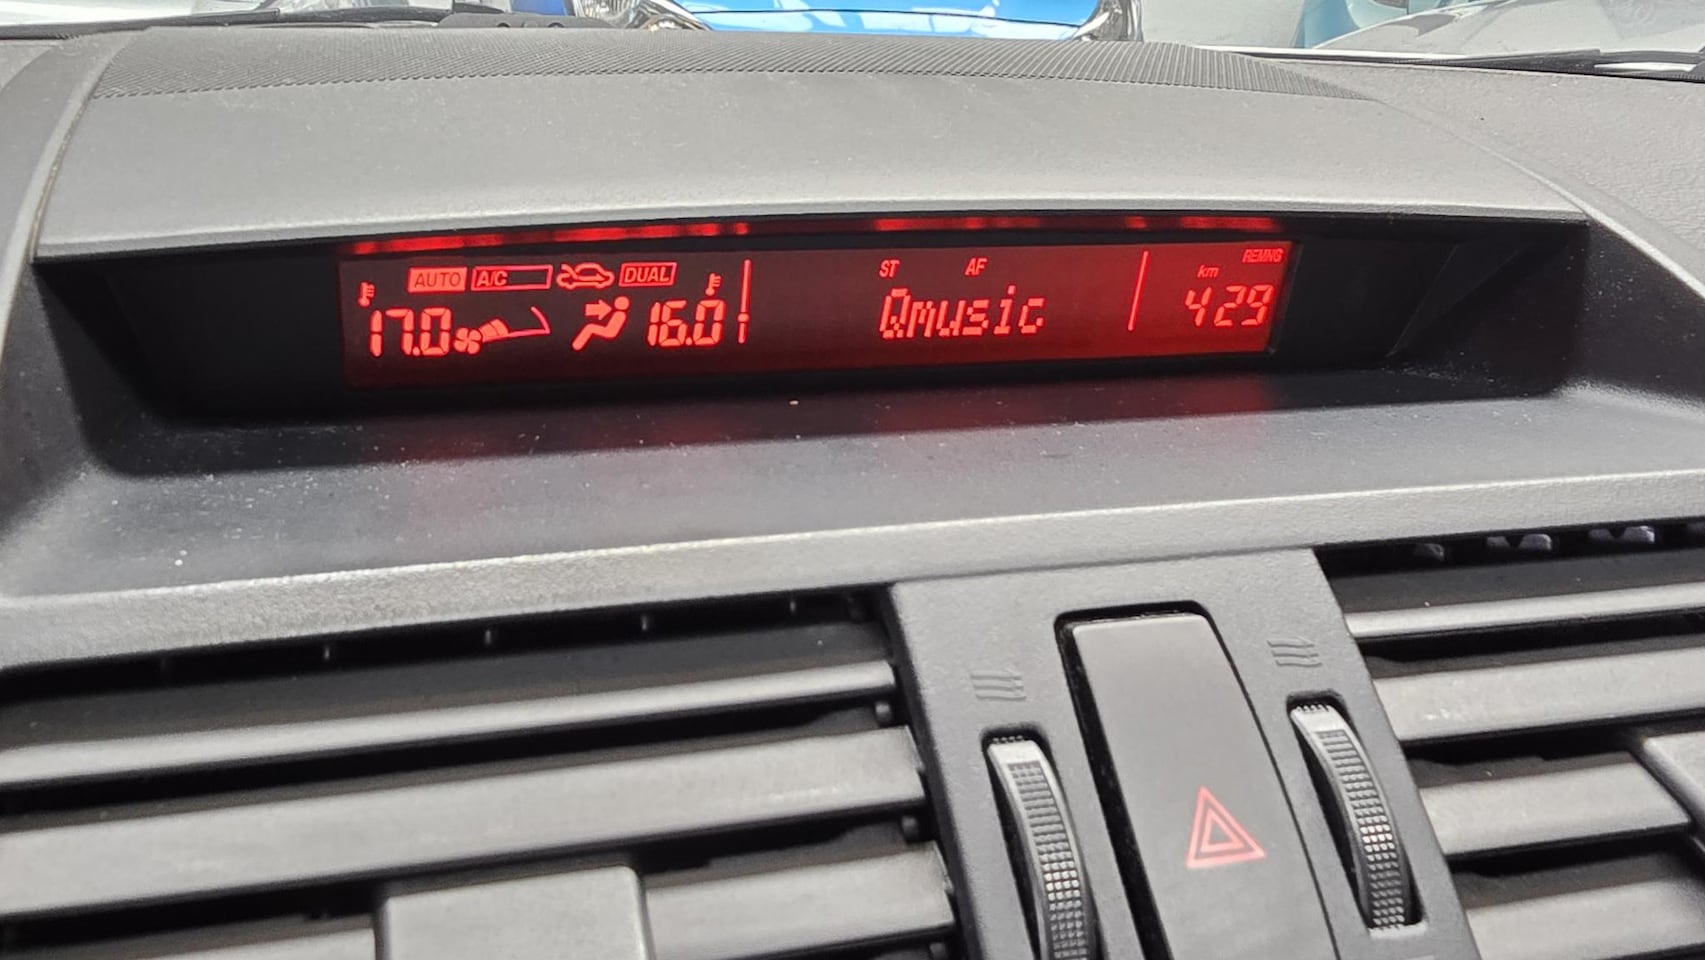 AUTO A/C DUAL ST AF km REMNG
17.0 16.0 Qmusic 429